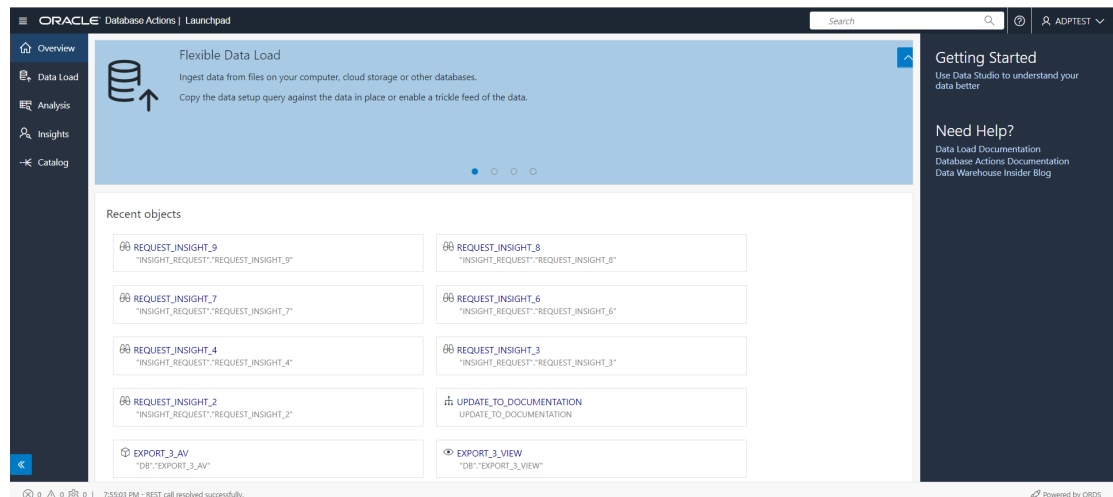 ORACLE Database Actions | Launchpad
Search
ADPTEST
Overview
Data Load
Analysis
Insights
Catalog
Flexible Data Load
Ingest data from files on your computer, cloud storage or other databases.
Copy the data setup query against the data in place or enable a trickle feed of the data.
Recent objects
REQUEST_INSIGHT_9
"INSIGHT_REQUEST"."REQUEST_INSIGHT_9"
REQUEST_INSIGHT_8
"INSIGHT_REQUEST"."REQUEST_INSIGHT_8"
REQUEST_INSIGHT_7
"INSIGHT_REQUEST"."REQUEST_INSIGHT_7"
REQUEST_INSIGHT_6
"INSIGHT_REQUEST"."REQUEST_INSIGHT_6"
REQUEST_INSIGHT_4
"INSIGHT_REQUEST"."REQUEST_INSIGHT_4"
REQUEST_INSIGHT_3
"INSIGHT_REQUEST"."REQUEST_INSIGHT_3"
REQUEST_INSIGHT_2
"INSIGHT_REQUEST"."REQUEST_INSIGHT_2"
UPDATE_TO_DOCUMENTATION
UPDATE_TO_DOCUMENTATION
EXPORT_3_AV
"DB"."EXPORT_3_AV"
EXPORT_3_VIEW
"DB"."EXPORT_3_VIEW"
Getting Started
Use Data Studio to understand your
data better
Need Help?
Data Load Documentation
Database Actions Documentation
Data Warehouse Insider Blog
0 0 0 | 7:55:03 PM - REST call resolved successfully.
Powered by ORDS